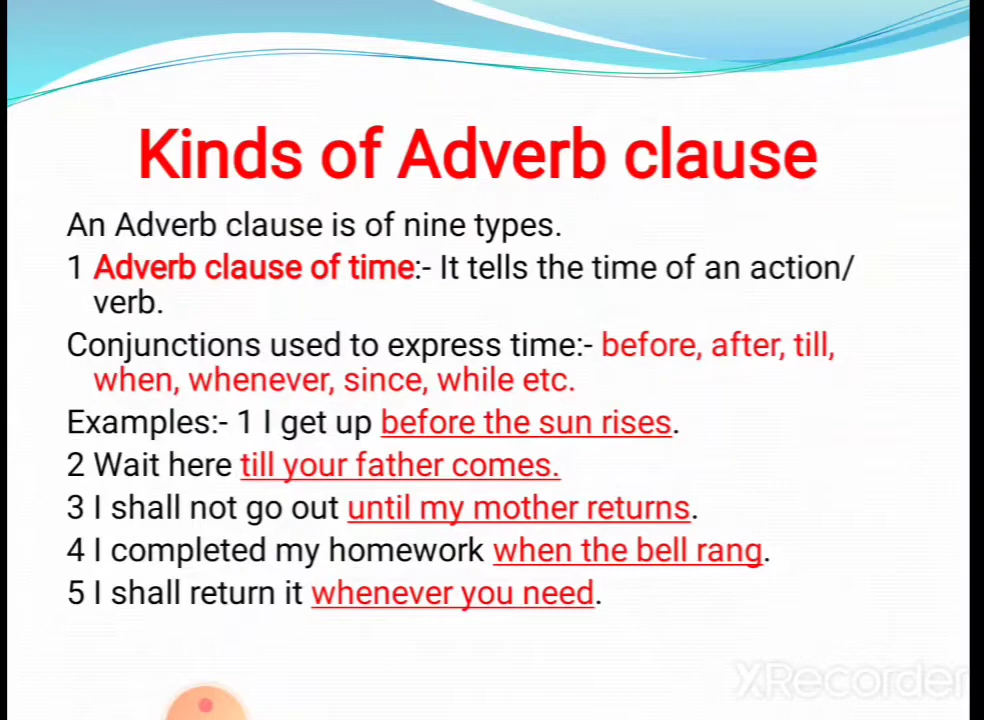 Kinds of Adverb clause
An Adverb clause is of nine types.
1 Adverb clause of time:- It tells the time of an action/
verb.
Conjunctions used to express time:- before, after, till,
when, whenever, since, while etc.
Examples:- 1 I get up before the sun rises.
2 Wait here till your father comes.
3 I shall not go out until my mother returns.
4 I completed my homework when the bell rang.
5 I shall return it whenever you need.
XRecorder